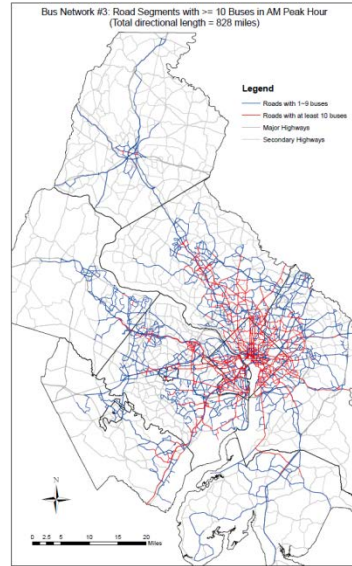 Bus Network #3: Road Segments with >= 10 Buses in AM Peak Hour
(Total directional length = 828 miles)
Legend
Roads with 1~9 buses
Roads with at least 10 buses
Major Highways
Secondary Highways
N
0 2.5 5 10 15 20
Miles